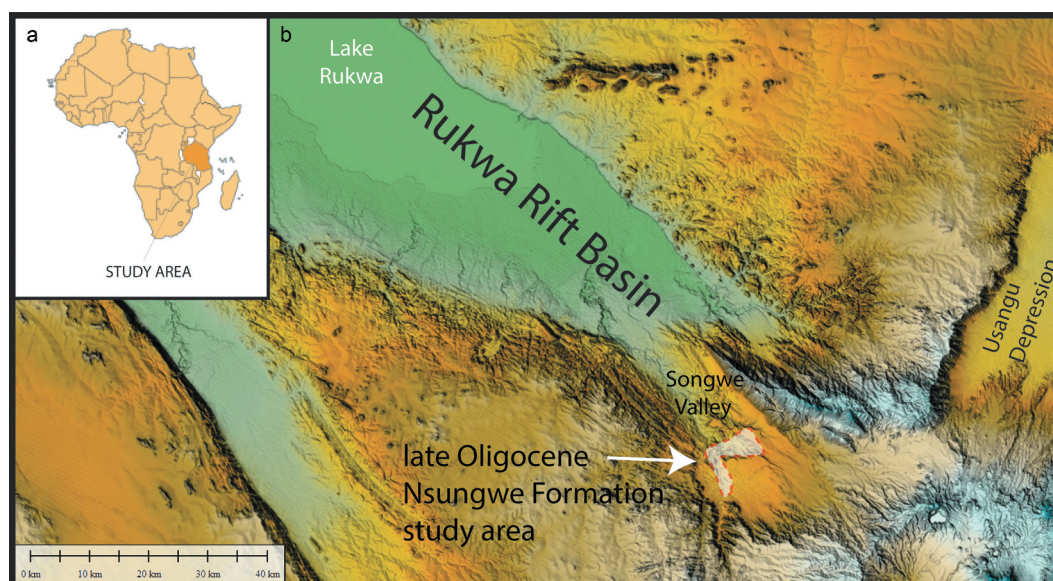 a
STUDY AREA
b
Lake
Rukwa
Rukwa Rift Basin
Usangu
Depression
Songwe
Valley
late Oligocene
Nsungwe Formation
study area
0 km 10 km 20 km 30 km 40 km